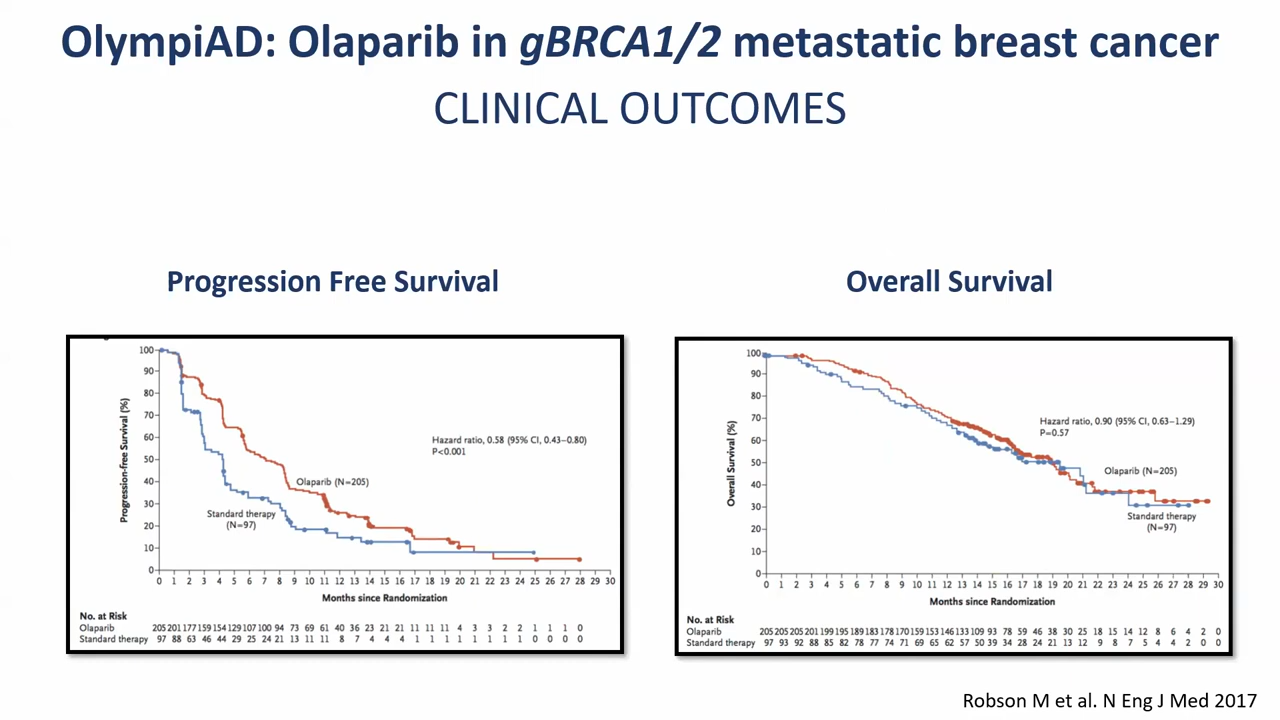 OlympiAD: Olaparib in gBRCA1/2 metastatic breast cancer
CLINICAL OUTCOMES
Progression Free Survival
100
90
80
70
60
50
40
30
20
10
0
Progression-free Survival (%)
Hazard ratio, 0.58 (95% CI, 0.43–0.80)
P<0.001
Olaparib (N=205)
Standard therapy
(N=97)
0 1 2 3 4 5 6 7 8 9 10 11 12 13 14 15 16 17 18 19 20 21 22 23 24 25 26 27 28 29 30
Months since Randomization
No. at Risk
Olaparib 205 201 177 159 154 129 107 100 94 73 69 61 40 36 23 21 21 11 11 11 4 3 3 2 2 1 1 1 0
Standard therapy 97 88 63 46 44 29 25 24 21 13 11 11 8 7 4 4 4 1 1 1 1 1 1 1 1 0 0 0 0
Overall Survival
100
90
80
70
60
50
40
30
20
10
0
Overall Survival (%)
Hazard ratio, 0.90 (95% CI, 0.63–1.29)
P=0.57
Olaparib (N=205)
Standard therapy
(N=97)
0 1 2 3 4 5 6 7 8 9 10 11 12 13 14 15 16 17 18 19 20 21 22 23 24 25 26 27 28 29 30
Months since Randomization
No. at Risk
Olaparib 205 205 205 201 199 195 189 183 178 170 159 153 146 133 109 93 78 59 46 38 30 25 18 15 14 12 8 6 4 2 0
Standard therapy 97 93 92 88 85 82 78 77 74 71 69 65 62 57 50 39 34 28 24 21 13 12 9 8 7 5 4 4 2 0 0
Robson M et al. N Eng J Med 2017